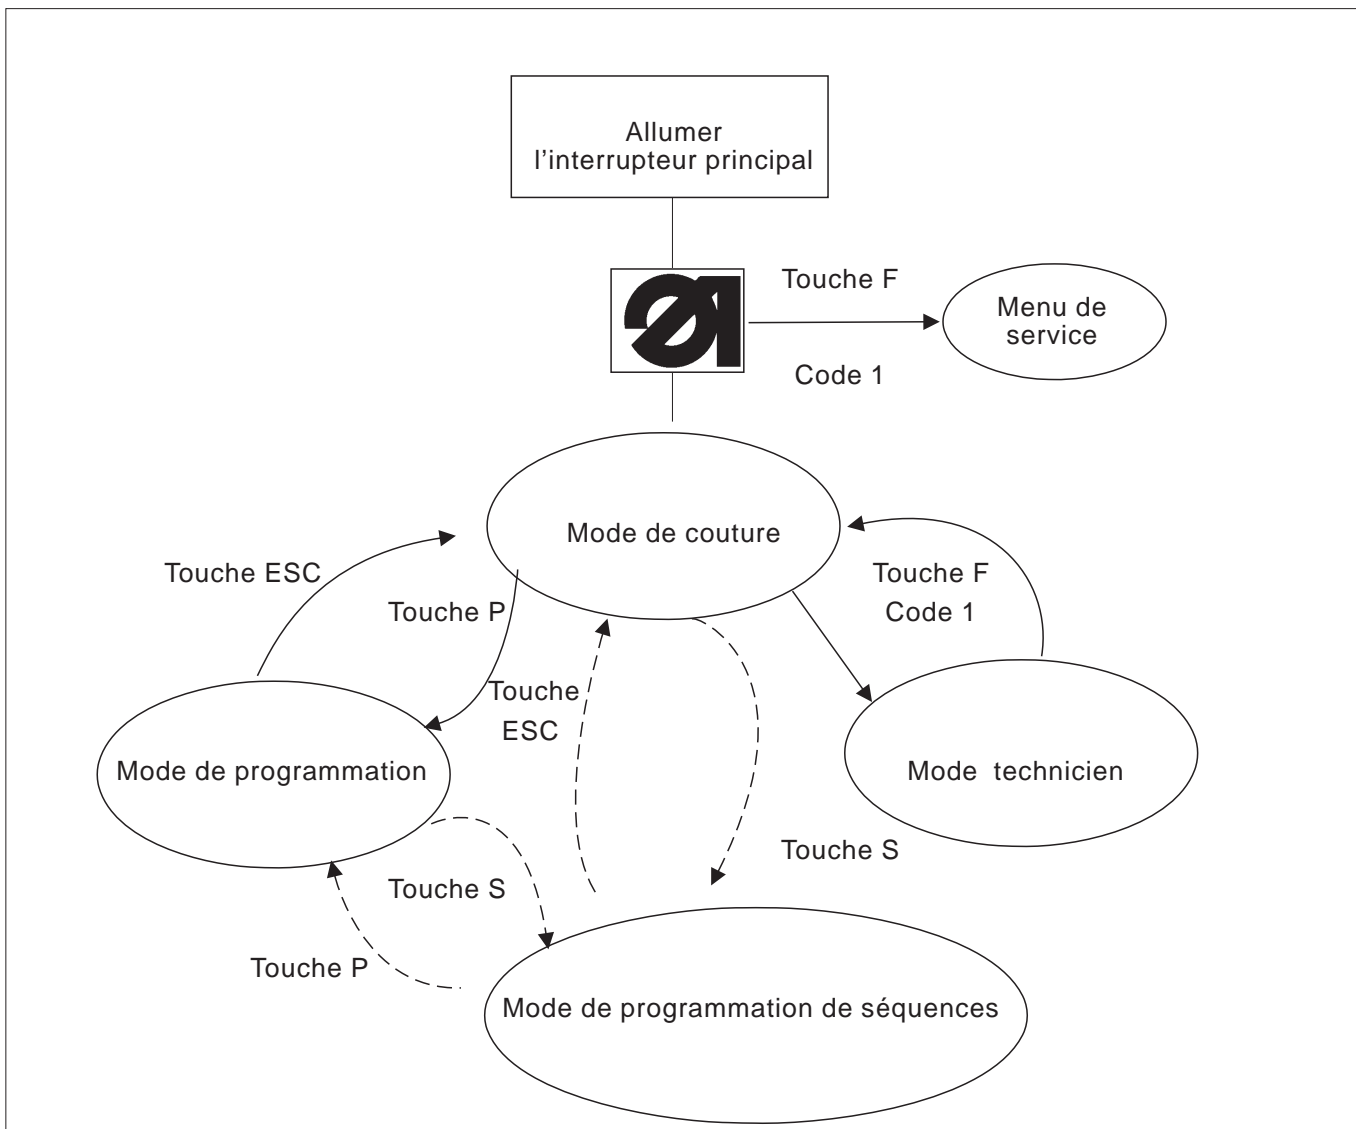 Allumer
l’interrupteur principal
Touche F
Menu de
service
Code 1
Mode de couture
Touche ESC
Touche F
Code 1
Touche P
Touche
ESC
Mode de programmation
Mode technicien
Touche S
Touche S
Touche P
Mode de programmation de séquences